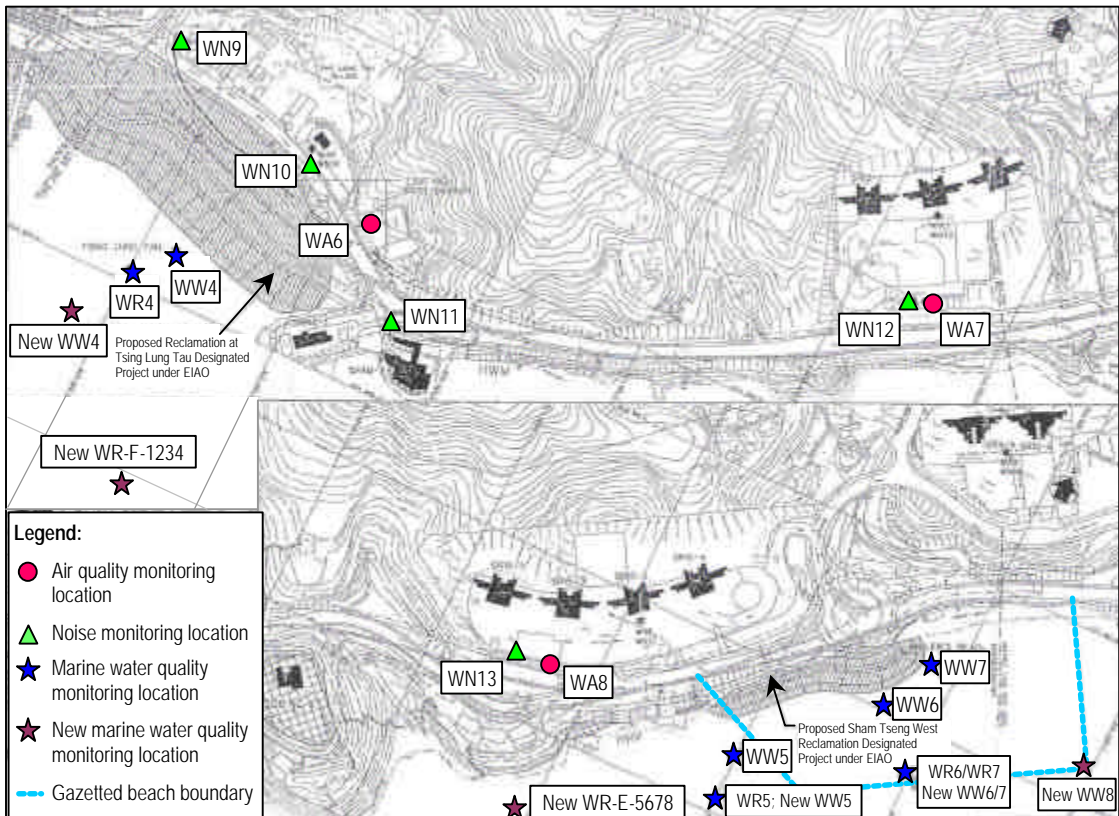 WN9
WN10
WA6
WW4
WR4
New WW4
WN11
WN12
WA7
Proposed Reclamation at
Tsing Lung Tau Designated
Project under EIAO
New WR-F-1234
Legend:
Air quality monitoring
location
Noise monitoring location
Marine water quality
monitoring location
New marine water quality
monitoring location
Gazetted beach boundary
WN13
WA8
WW7
WW6
Proposed Sham Tseng West
Reclamation Designated
Project under EIAO
WW5
WR6/WR7
New WW6/7
New WW8
WR5; New WW5
New WR-E-5678